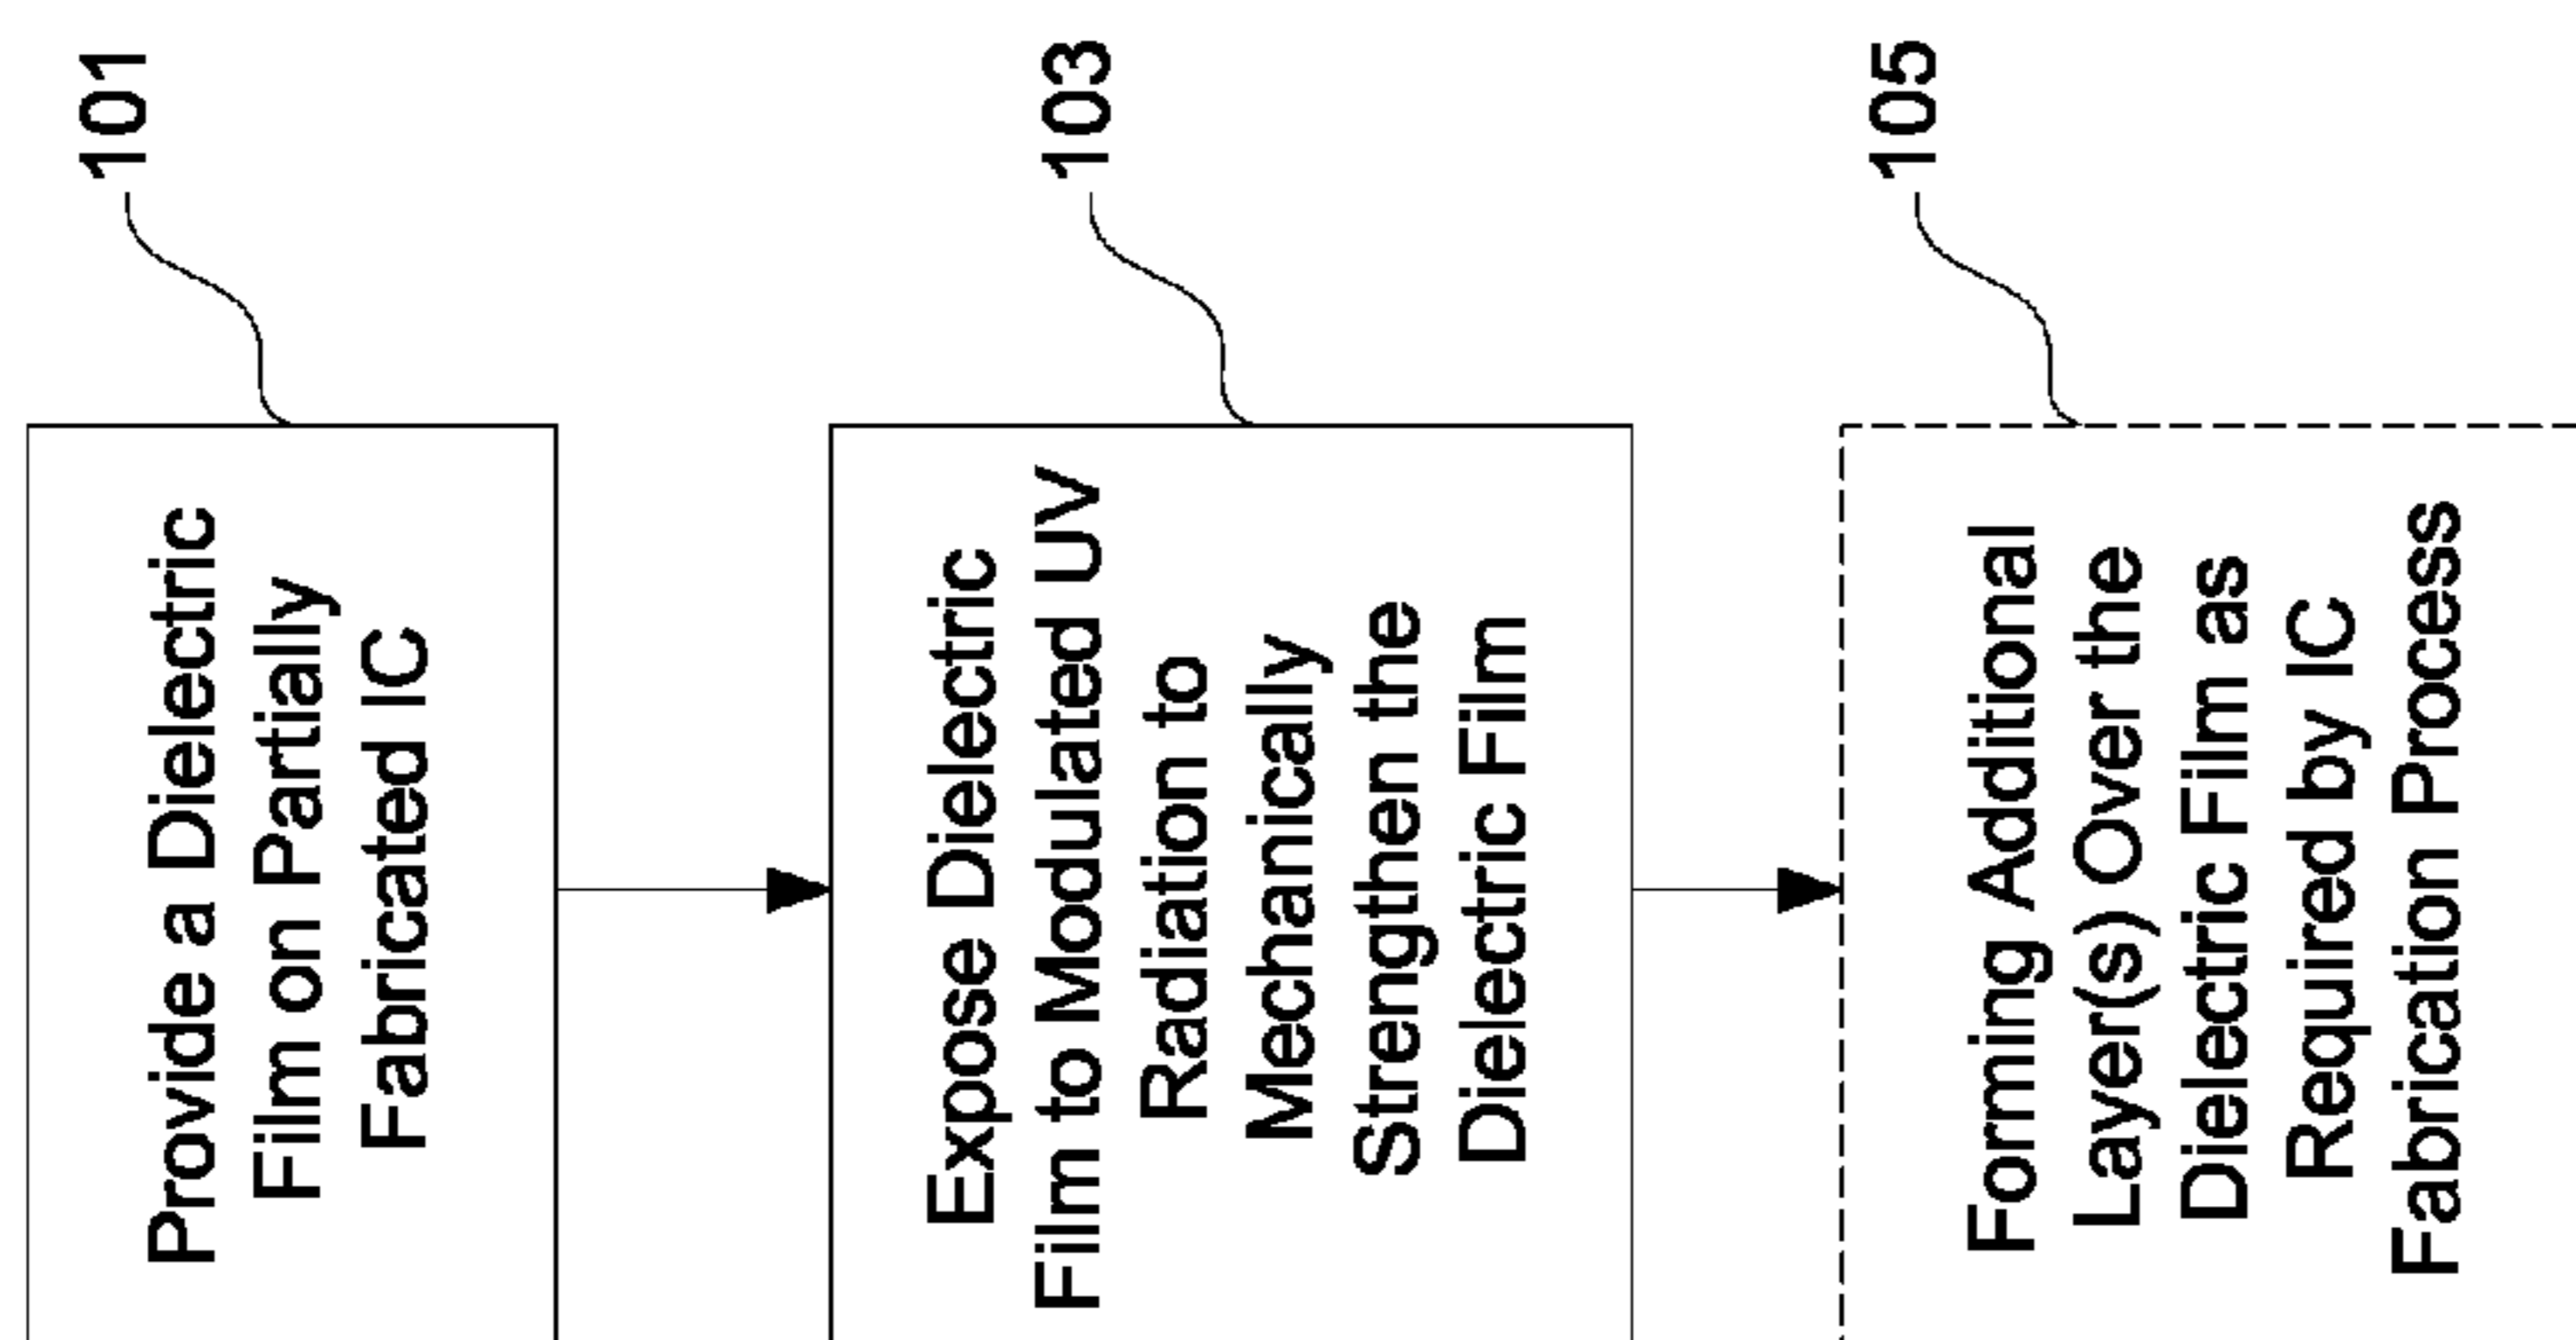 101
Provide a Dielectric
Film on Partially
Fabricated IC
103
Expose Dielectric
Film to Modulated UV
Radiation to
Mechanically
Strengthen the
Dielectric Film
105
Forming Additional
Layer(s) Over the
Dielectric Film as
Required by IC
Fabrication Process